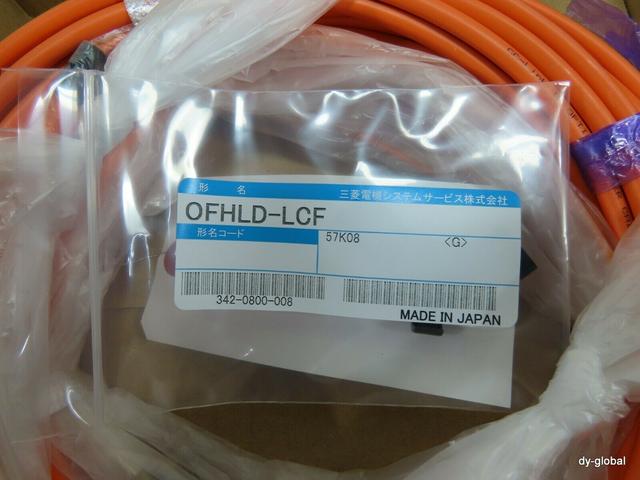 形 名
三菱電機システムサービス株式会社
OFHLD-LCF
形名コード
57K08 <G>
342-0800-008
MADE IN JAPAN
dy-global